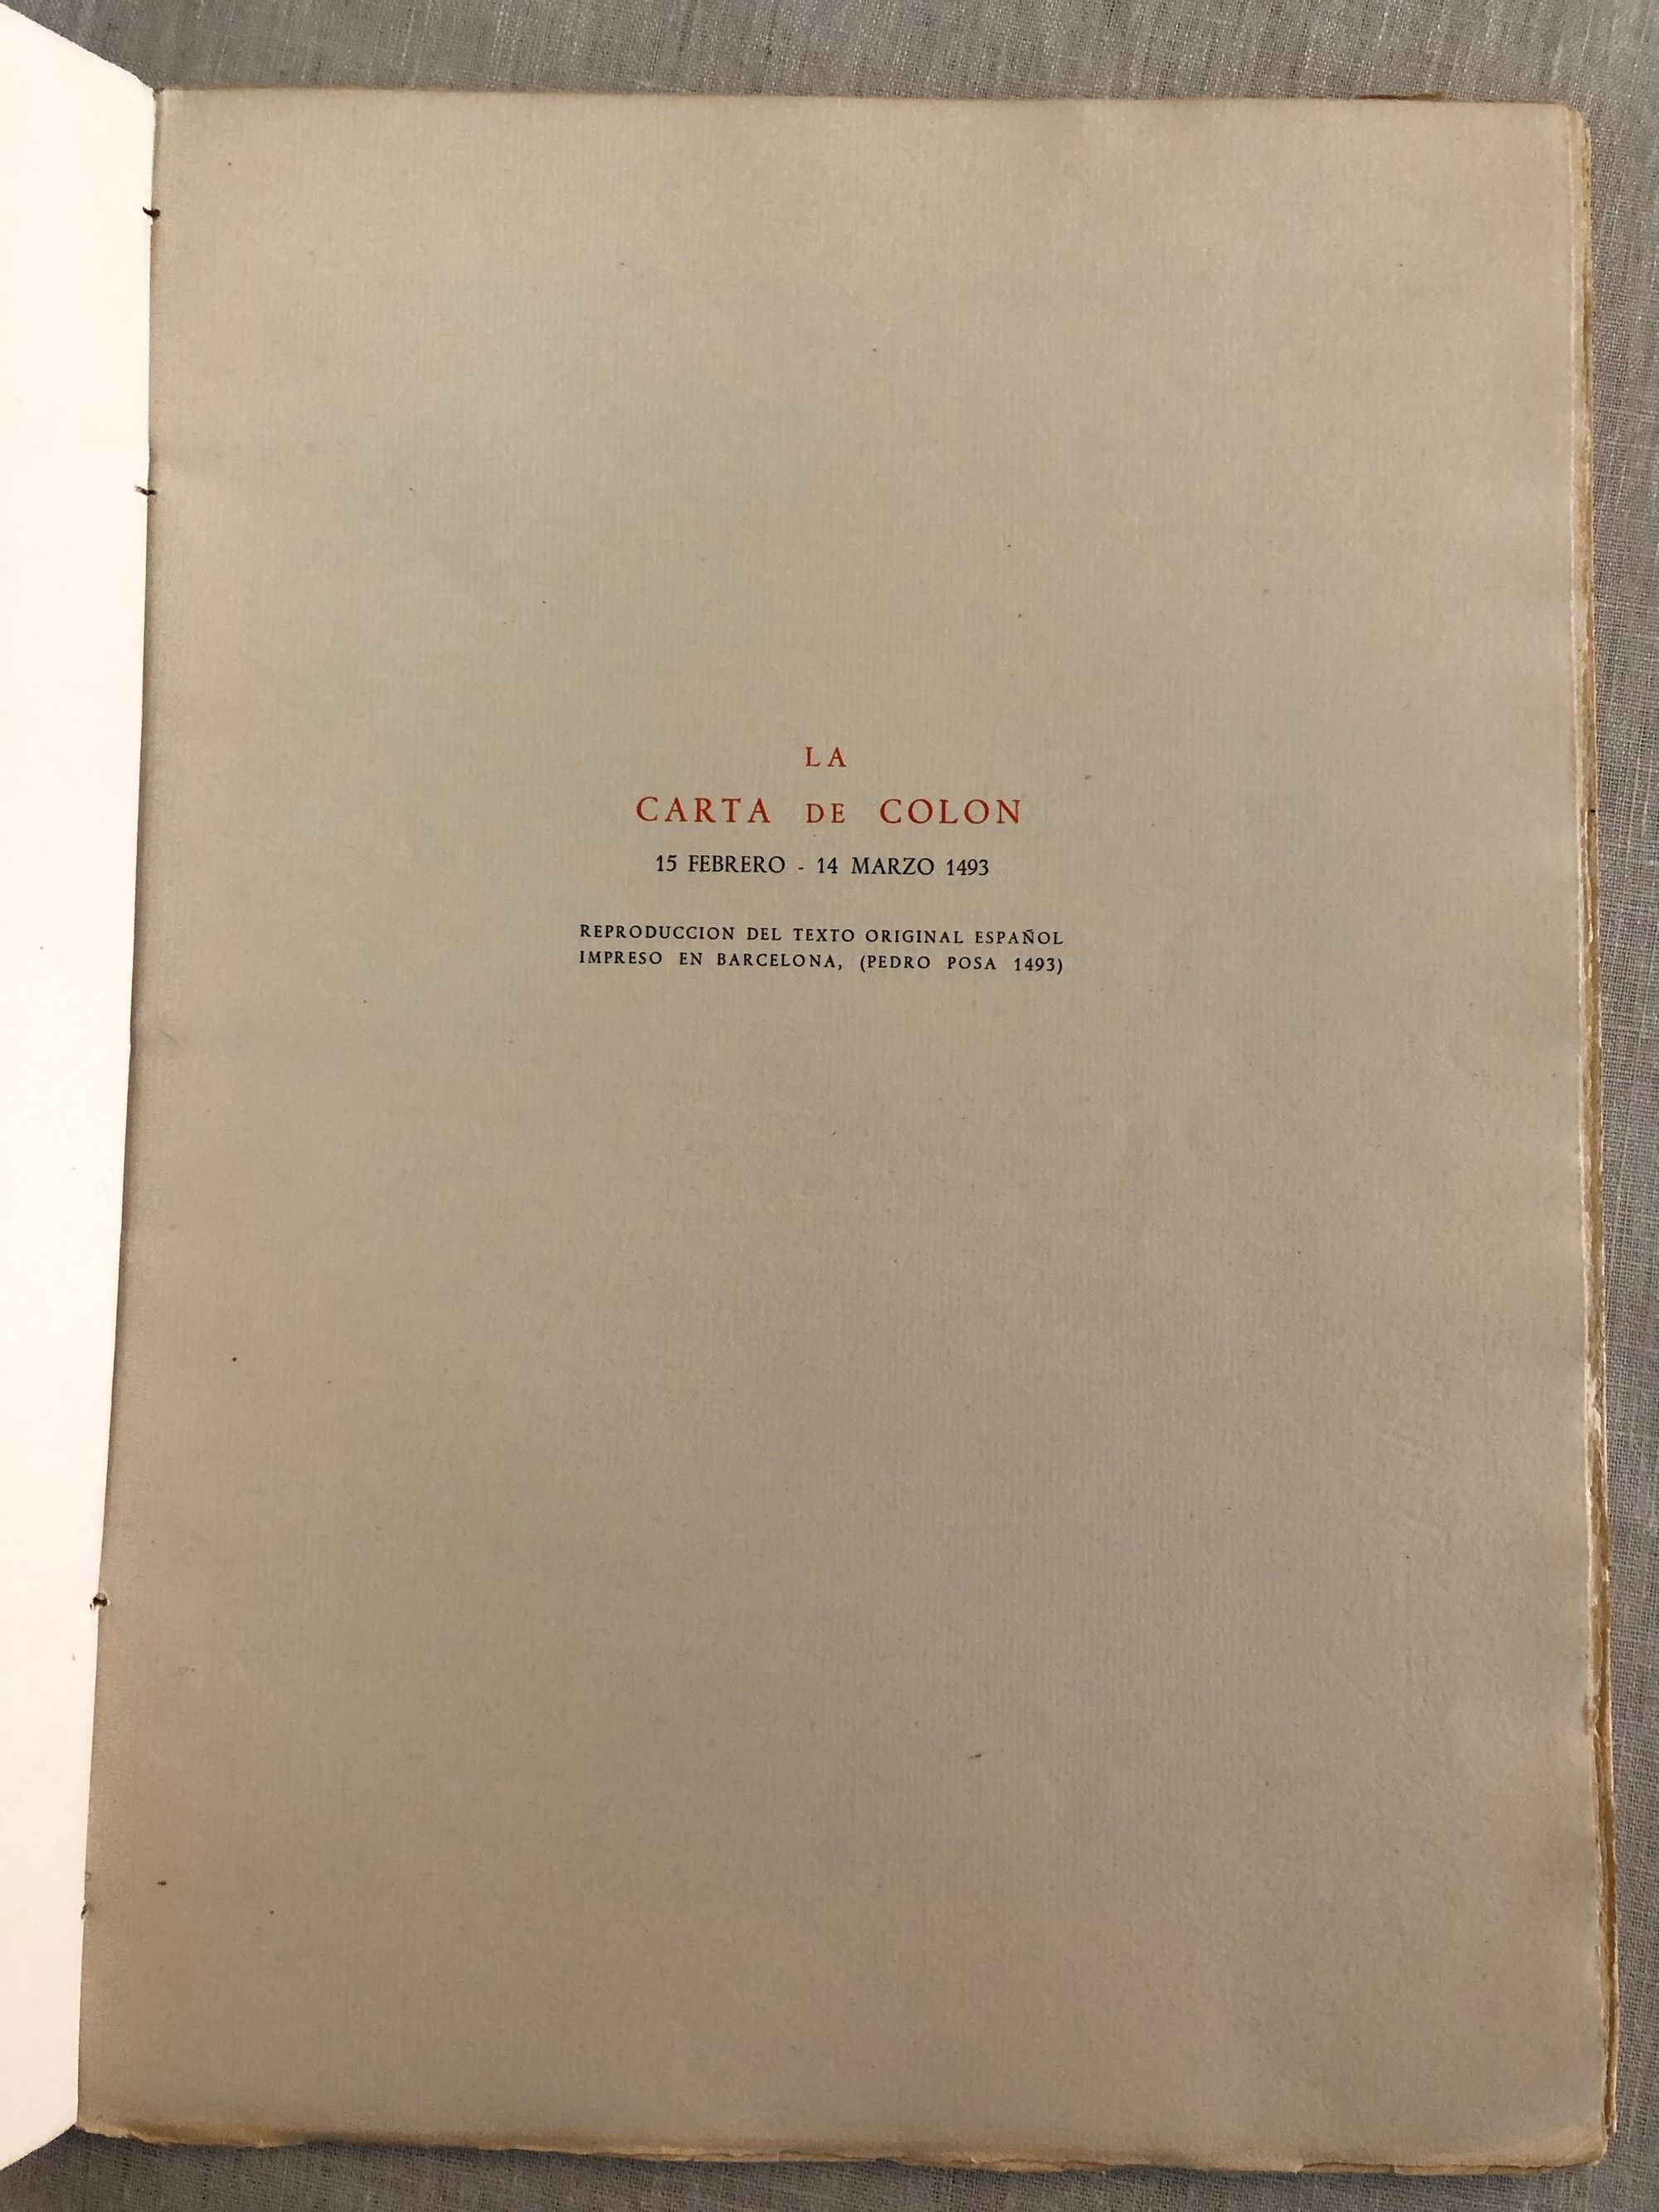 LA
CARTA DE COLON
15 FEBRERO - 14 MARZO 1493
REPRODUCCION DEL TEXTO ORIGINAL ESPAÑOL
IMPRESO EN BARCELONA, (PEDRO POSA 1493)